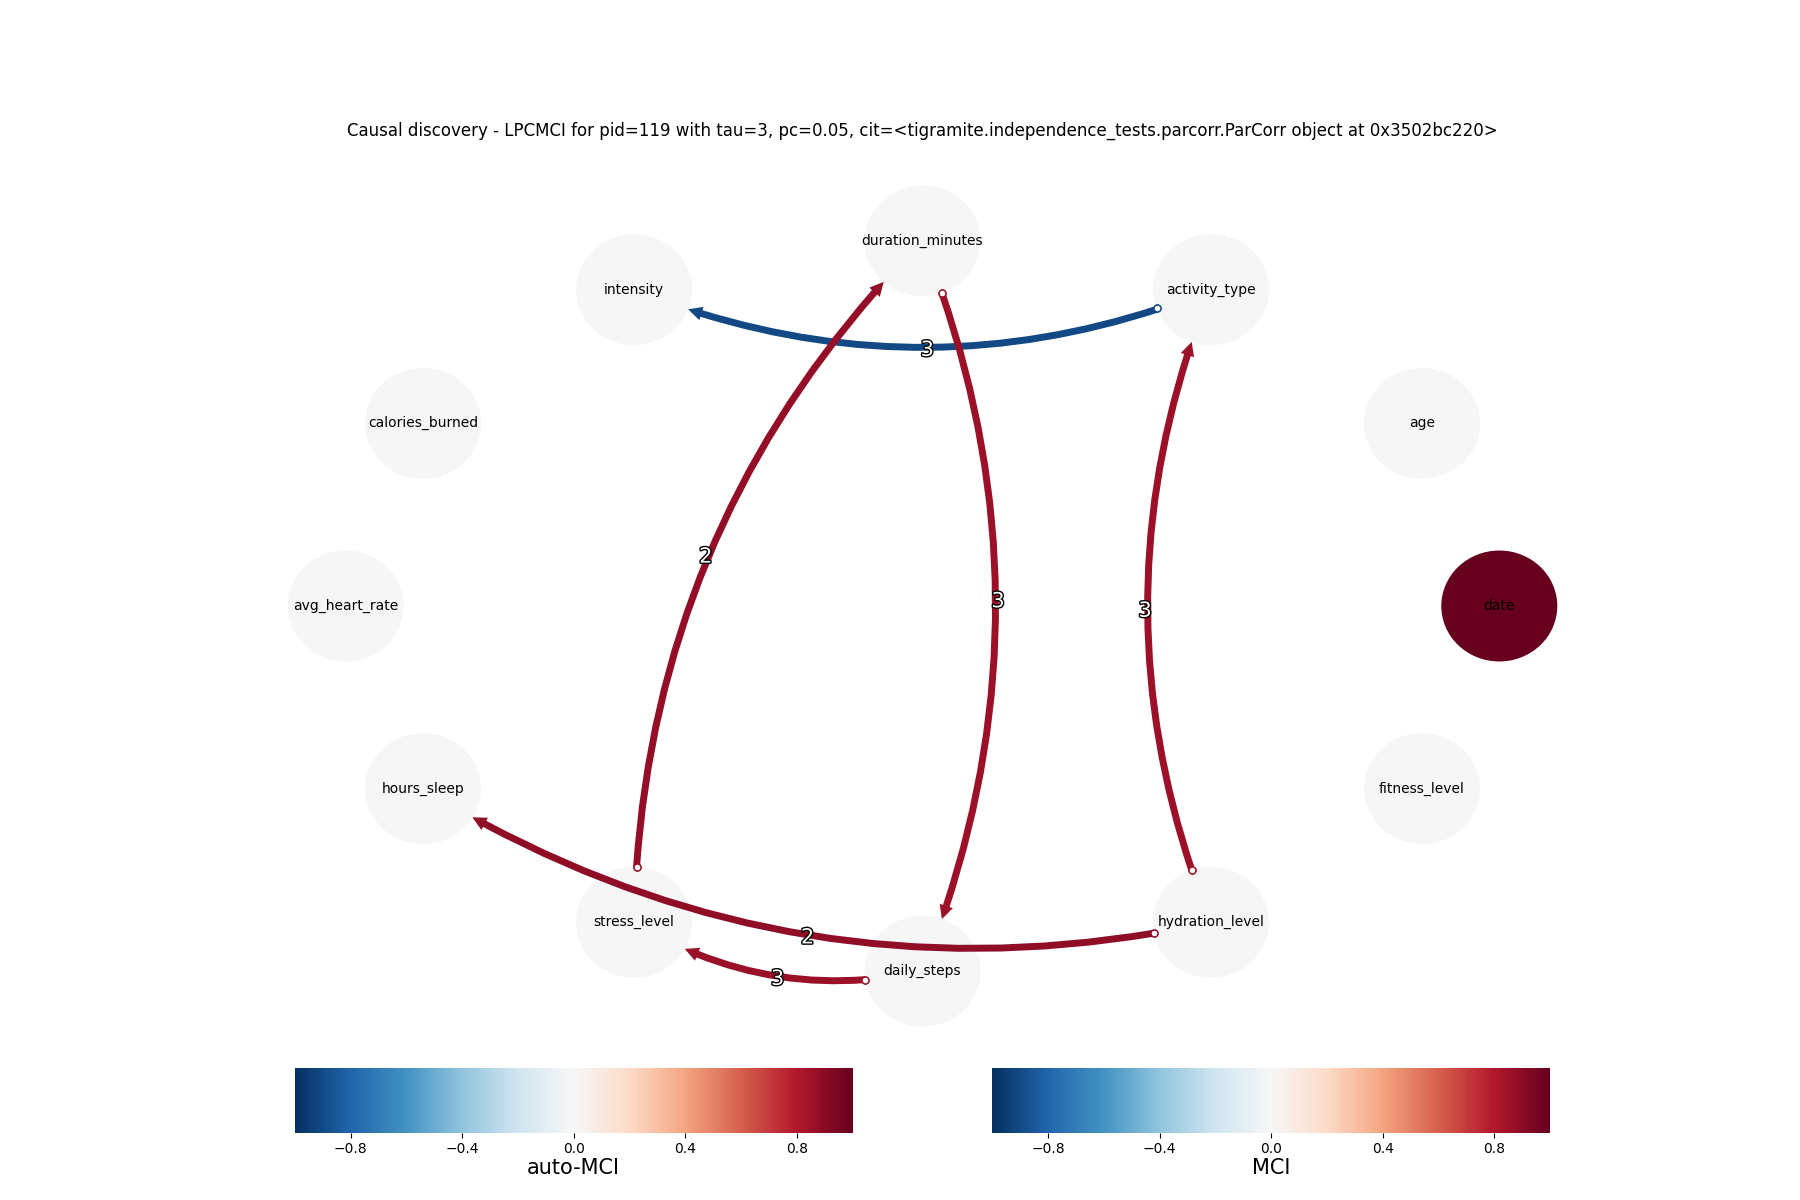 Causal discovery - LPCMCI for pid=119 with tau=3, pc=0.05, cit=<tigramite.independence_tests.parcorr.ParCorr object at 0x3502bc220>
duration_minutes
intensity
activity_type
3
calories_burned
age
2
3
3
avg_heart_rate
date
hours_sleep
fitness_level
stress_level
hydration_level
2
3
daily_steps
−0.8 −0.4 0.0 0.4 0.8
auto-MCI
−0.8 −0.4 0.0 0.4 0.8
MCI